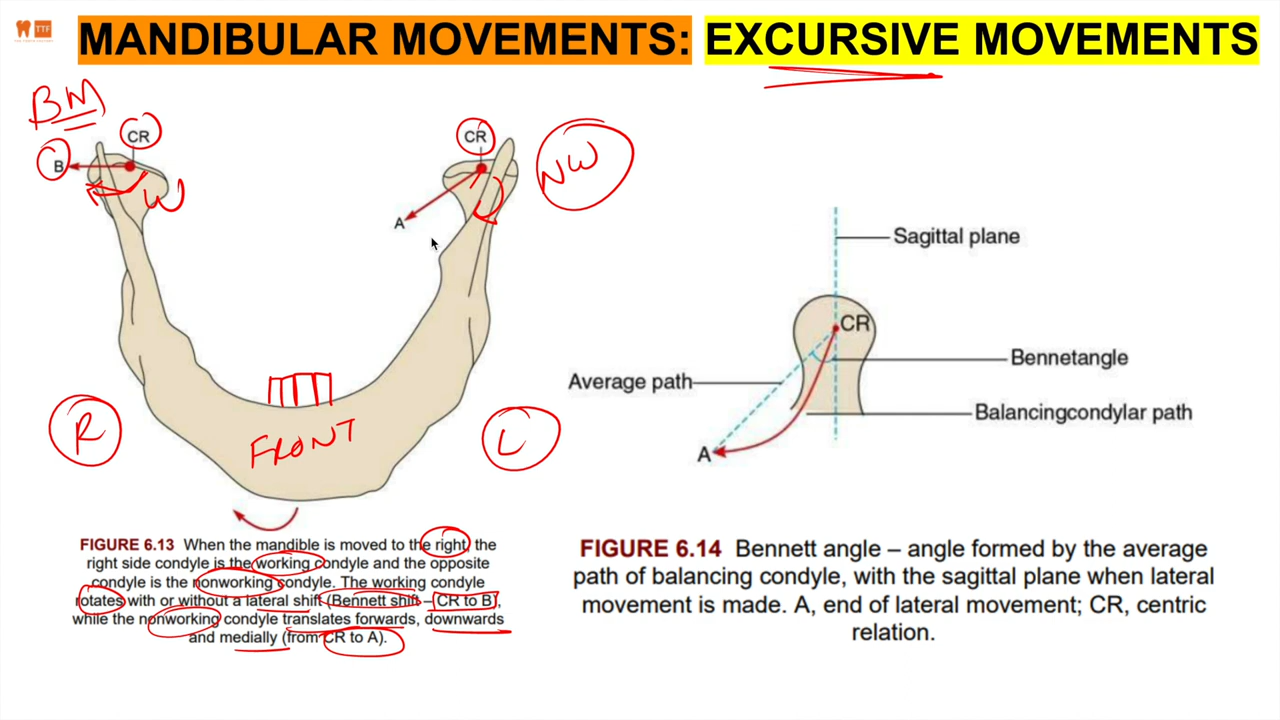 TTF
MANDIBULAR MOVEMENTS: EXCURSIVE MOVEMENTS
BM
CR
B
W
CR
NW
A
R
L
FRONT
FIGURE 6.13 When the mandible is moved to the right, the
right side condyle is the working condyle and the opposite
condyle is the nonworking condyle. The working condyle
rotates with or without a lateral shift (Bennett shift – CR to B),
while the nonworking condyle translates forwards, downwards
and medially (from CR to A).
Sagittal plane
CR
Bennetangle
Average path
Balancingcondylar path
A
FIGURE 6.14 Bennett angle – angle formed by the average
path of balancing condyle, with the sagittal plane when lateral
movement is made. A, end of lateral movement; CR, centric
relation.